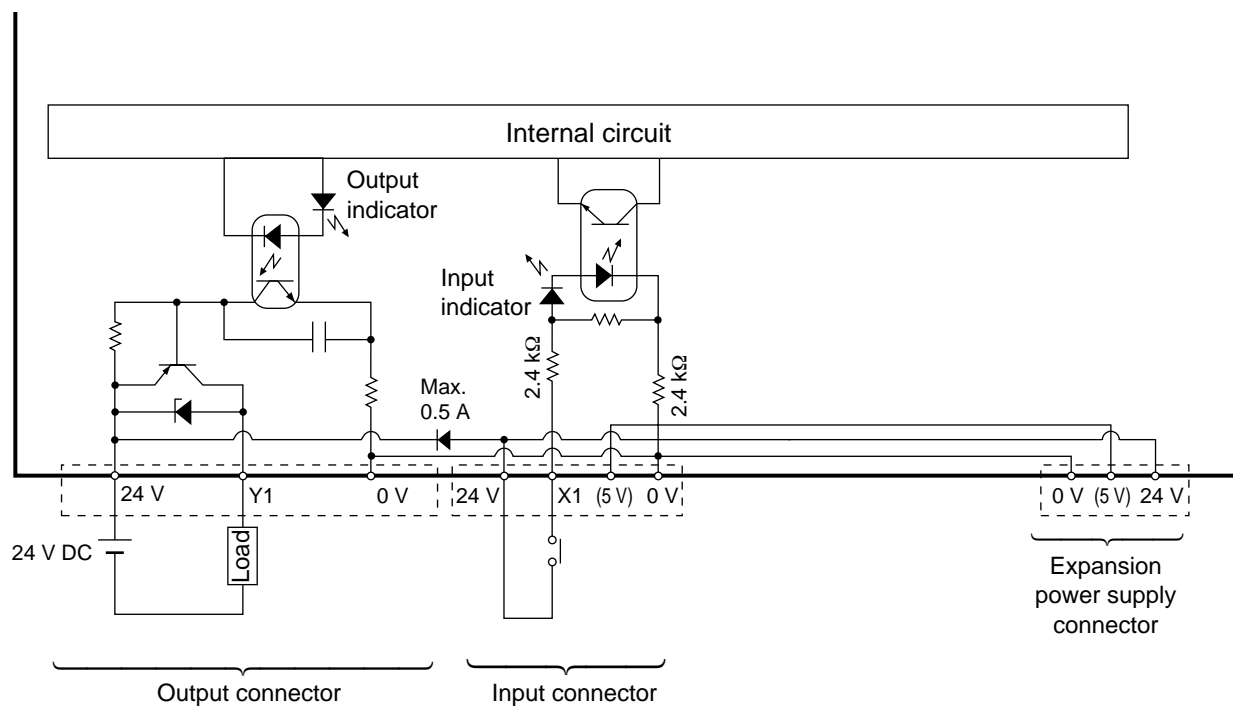 Internal circuit
Output
indicator
Input
indicator
2.4 kΩ
2.4 kΩ
Max.
0.5 A
24 V
Y1
0 V
24 V
X1
(5 V)
0 V
0 V
(5 V)
24 V
24 V DC
Load
Expansion
power supply
connector
Output connector
Input connector